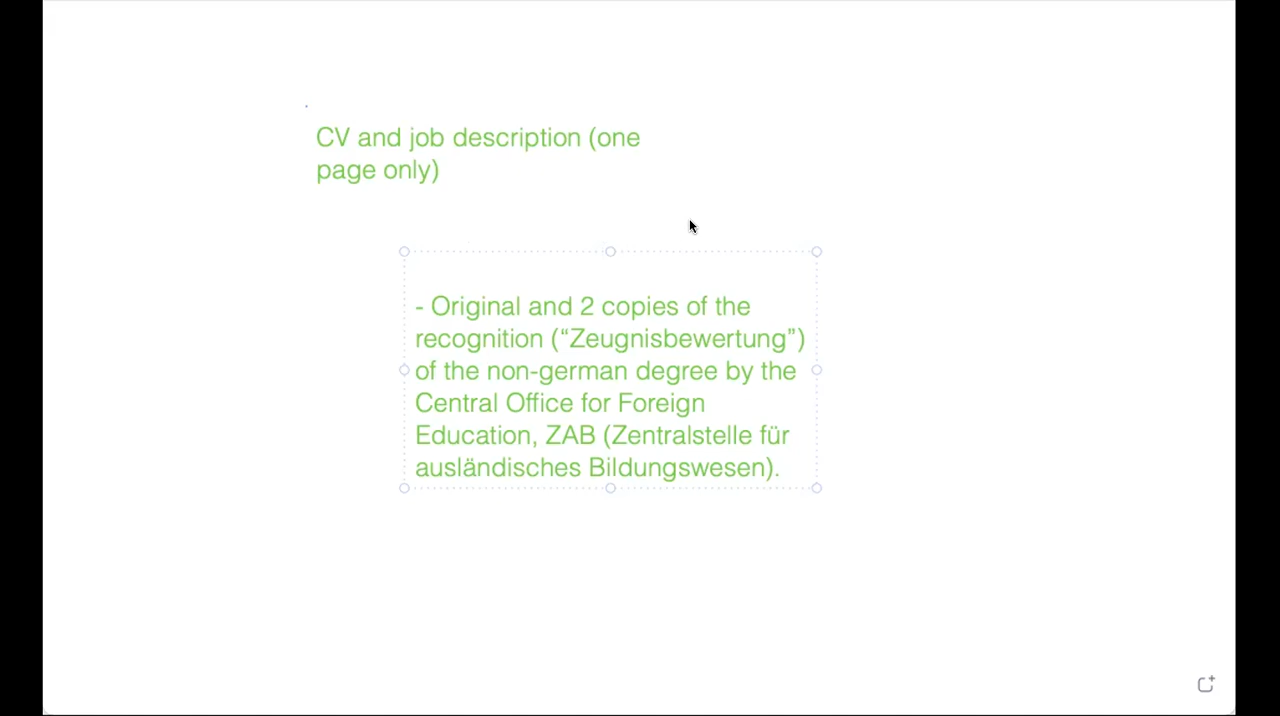 CV and job description (one
page only)
- Original and 2 copies of the
recognition (“Zeugnisbewertung”)
of the non-german degree by the
Central Office for Foreign
Education, ZAB (Zentralstelle für
ausländisches Bildungswesen).